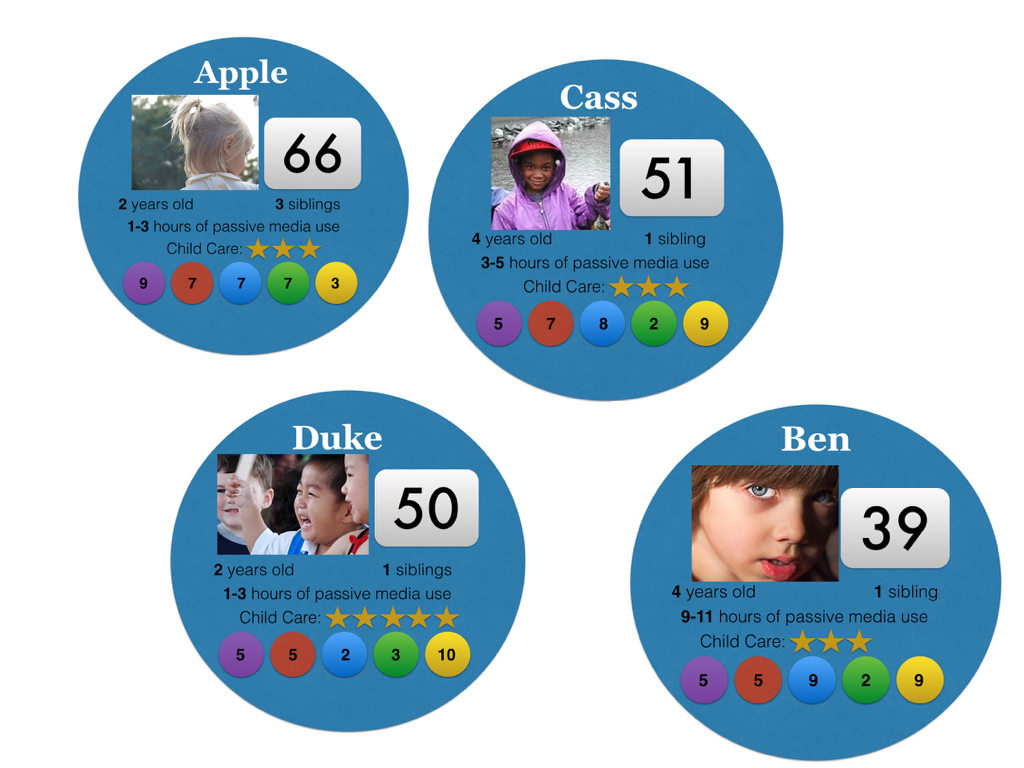 Apple
66
2 years old 3 siblings
1-3 hours of passive media use
Child Care:
9 7 7 7 3
Cass
51
4 years old 1 sibling
3-5 hours of passive media use
Child Care:
5 7 8 2 9
Duke
50
2 years old 1 siblings
1-3 hours of passive media use
Child Care:
5 5 2 3 10
Ben
39
4 years old 1 sibling
9-11 hours of passive media use
Child Care:
5 5 9 2 9